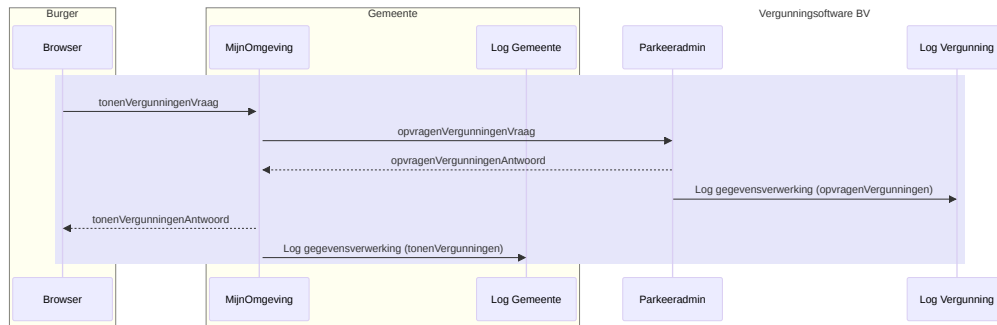 Burger
Gemeente
Vergunningsoftware BV
Browser
MijnOmgeving
Log Gemeente
Parkeeradmin
Log Vergunning
tonenVergunningenVraag
opvragenVergunningenVraag
opvragenVergunningenAntwoord
Log gegevensverwerking (opvragenVergunningen)
tonenVergunningenAntwoord
Log gegevensverwerking (tonenVergunningen)
Browser
MijnOmgeving
Log Gemeente
Parkeeradmin
Log Vergunning